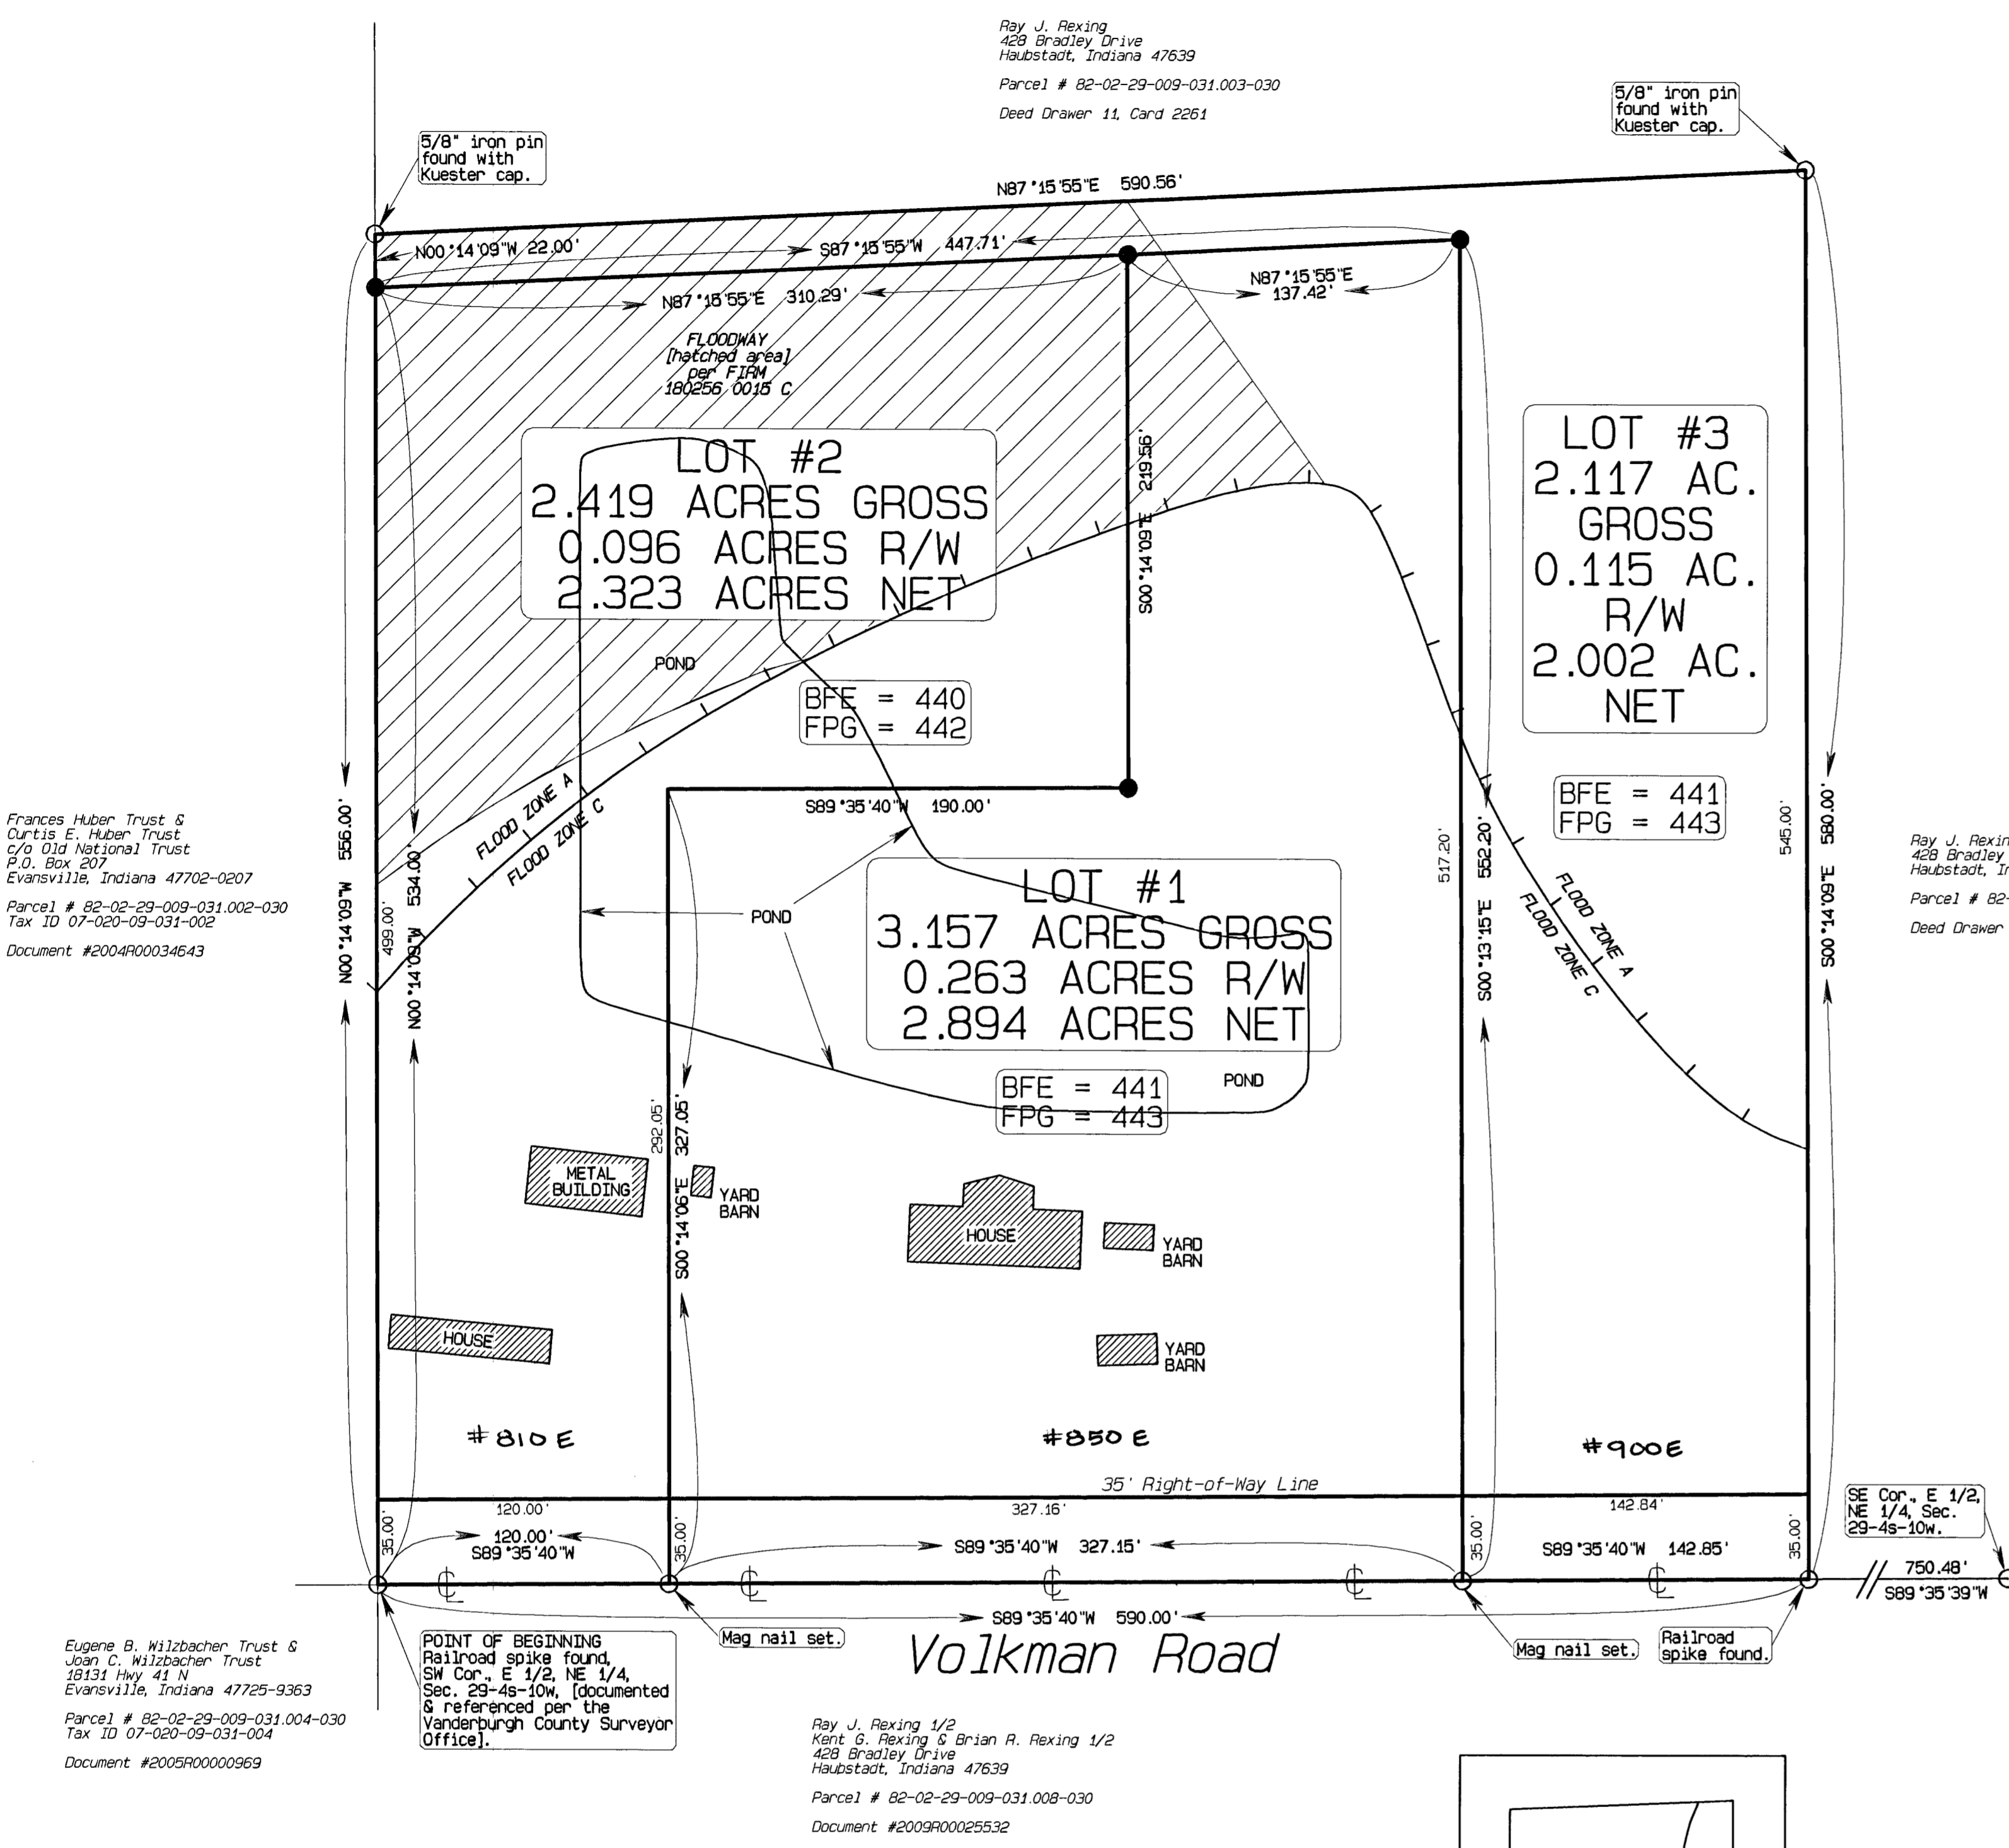 Ray J. Rexing
428 Bradley Drive
Haubstadt, Indiana 47639
Parcel # 82-02-29-009-031.003-030
Deed Drawer 11, Card 2261
5/8" iron pin
found with
Kuester cap.
5/8" iron pin
found with
Kuester cap.
N87°15'55"E 590.56'
N00°14'09"W 22.00'
S87°15'55"W 447.71'
N87°15'55"E 310.29'
N87°15'55"E
137.42'
FLOODWAY
[hatched area]
per FIRM
180256 0015 C
LOT #2
2.419 ACRES GROSS
0.096 ACRES R/W
2.323 ACRES NET
S00°14'09"E 219.56'
LOT #3
2.117 AC.
GROSS
0.115 AC.
R/W
2.002 AC.
NET
POND
BFE = 440
FPG = 442
S89°35'40"W 190.00'
BFE = 441
FPG = 443
FLOOD ZONE A
FLOOD ZONE C
N00°14'09"W 556.00'
499.00'
N00°14'09"W 534.00'
517.20'
S00°13'15"E 552.20'
545.00'
S00°14'09"E 580.00'
Frances Huber Trust &
Curtis E. Huber Trust
c/o Old National Trust
P.O. Box 207
Evansville, Indiana 47702-0207
Parcel # 82-02-29-009-031.002-030
Tax ID 07-020-09-031-002
Document #2004R00034643
Ray J. Rexin
428 Bradley
Haubstadt, In
Parcel # 82-
Deed Drawer
POND
LOT #1
3.157 ACRES GROSS
0.263 ACRES R/W
2.894 ACRES NET
FLOOD ZONE A
FLOOD ZONE C
BFE = 441
FPG = 443
POND
292.05'
S00°14'06"E 327.05'
METAL
BUILDING
YARD
BARN
HOUSE
YARD
BARN
HOUSE
YARD
BARN
#810 E
#850 E
#900 E
35' Right-of-Way Line
120.00'
327.16'
142.84'
35.00'
120.00'
S89°35'40"W
35.00'
S89°35'40"W 327.15'
35.00'
S89°35'40"W 142.85'
35.00'
SE Cor., E 1/2,
NE 1/4, Sec.
29-4s-10w.
750.48'
S89°35'39"W
S89°35'40"W 590.00'
Mag nail set.
Volkman Road
Mag nail set.
Railroad
spike found.
POINT OF BEGINNING
Railroad spike found,
SW Cor., E 1/2, NE 1/4,
Sec. 29-4s-10w, [documented
& referenced per the
Vanderburgh County Surveyor
Office].
Eugene B. Wilzbacher Trust &
Joan C. Wilzbacher Trust
18131 Hwy 41 N
Evansville, Indiana 47725-9363
Parcel # 82-02-29-009-031.004-030
Tax ID 07-020-09-031-004
Document #2005R00000969
Ray J. Rexing 1/2
Kent G. Rexing & Brian R. Rexing 1/2
428 Bradley Drive
Haubstadt, Indiana 47639
Parcel # 82-02-29-009-031.008-030
Document #2009R00025532